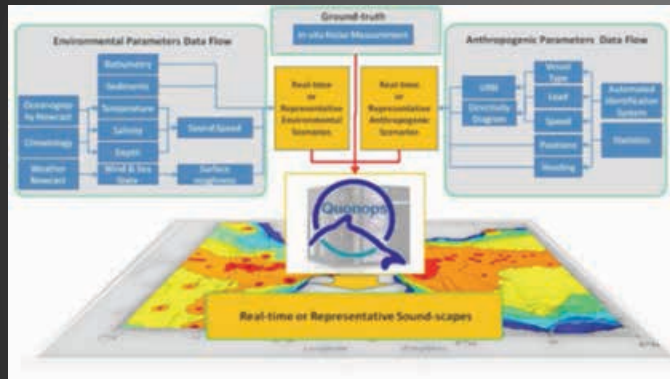 Ground-truth
In-situ Noise Measurement
Environmental Parameters Data Flow
Bathymetry
Sediments
Oceanography Nowcast
Temperature
Climatology
Salinity
Sound Speed
Depth
Weather
Nowcast
Wind & Sea
State
Surface
roughness
Real-time
or
Representative
Environmental
Scenarios
Real-time
or
Representative
Anthropogenic
Scenarios
Anthropogenic Parameters Data Flow
Vessel
Type
Directivity
Diagram
Load
Speed
Automated
Identification
System
Positions
Statistics
Heading
Quonops
Real-time or Representative Sound-scapes